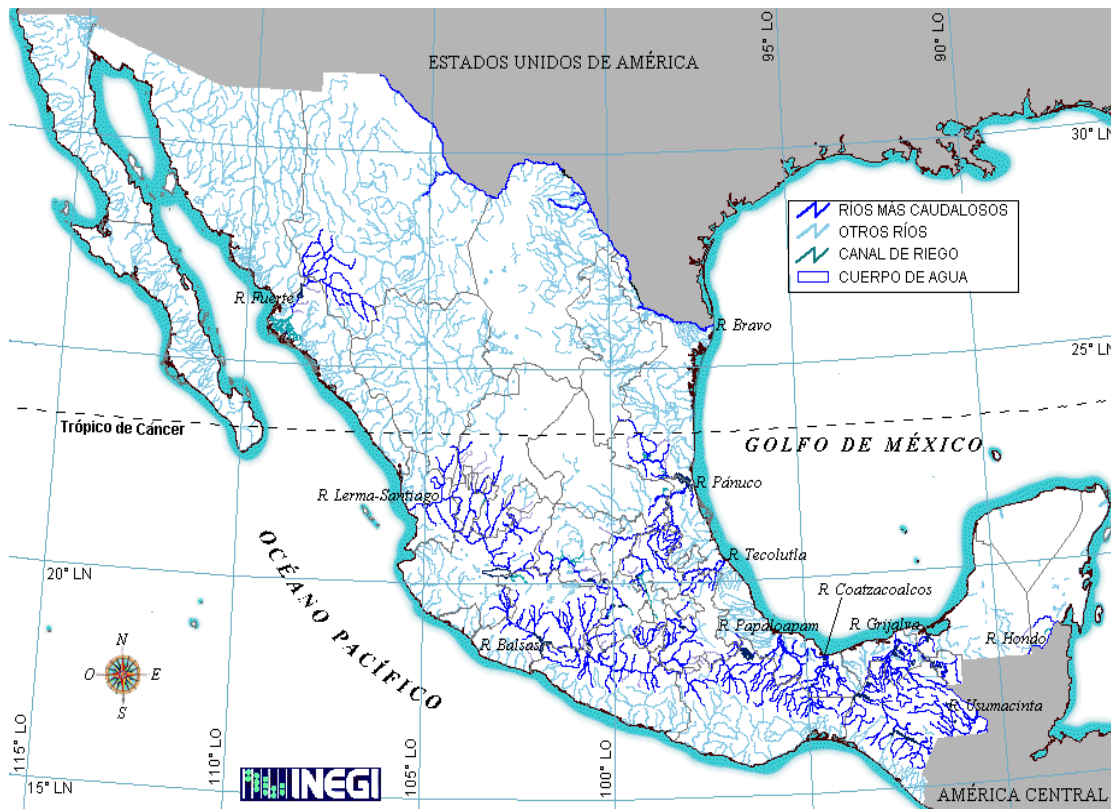 ESTADOS UNIDOS DE AMÉRICA
95° LO
90° LO
30° LN
RÍOS MÁS CAUDALOSOS
OTROS RÍOS
CANAL DE RIEGO
CUERPO DE AGUA
R. Fuerte
R. Bravo
25° LN
Trópico de Cáncer
GOLFO DE MÉXICO
R. Pánuco
R. Lerma-Santiago
R. Tecolutla
20° LN
OCÉANO PACÍFICO
R. Coatzacoalcos
R. Papaloapam
R. Grijalva
R. Hondo
R. Balsas
N
O
E
S
R. Usumacinta
115° LO
110° LO
105° LO
100° LO
15° LN
INEGI
AMÉRICA CENTRAL